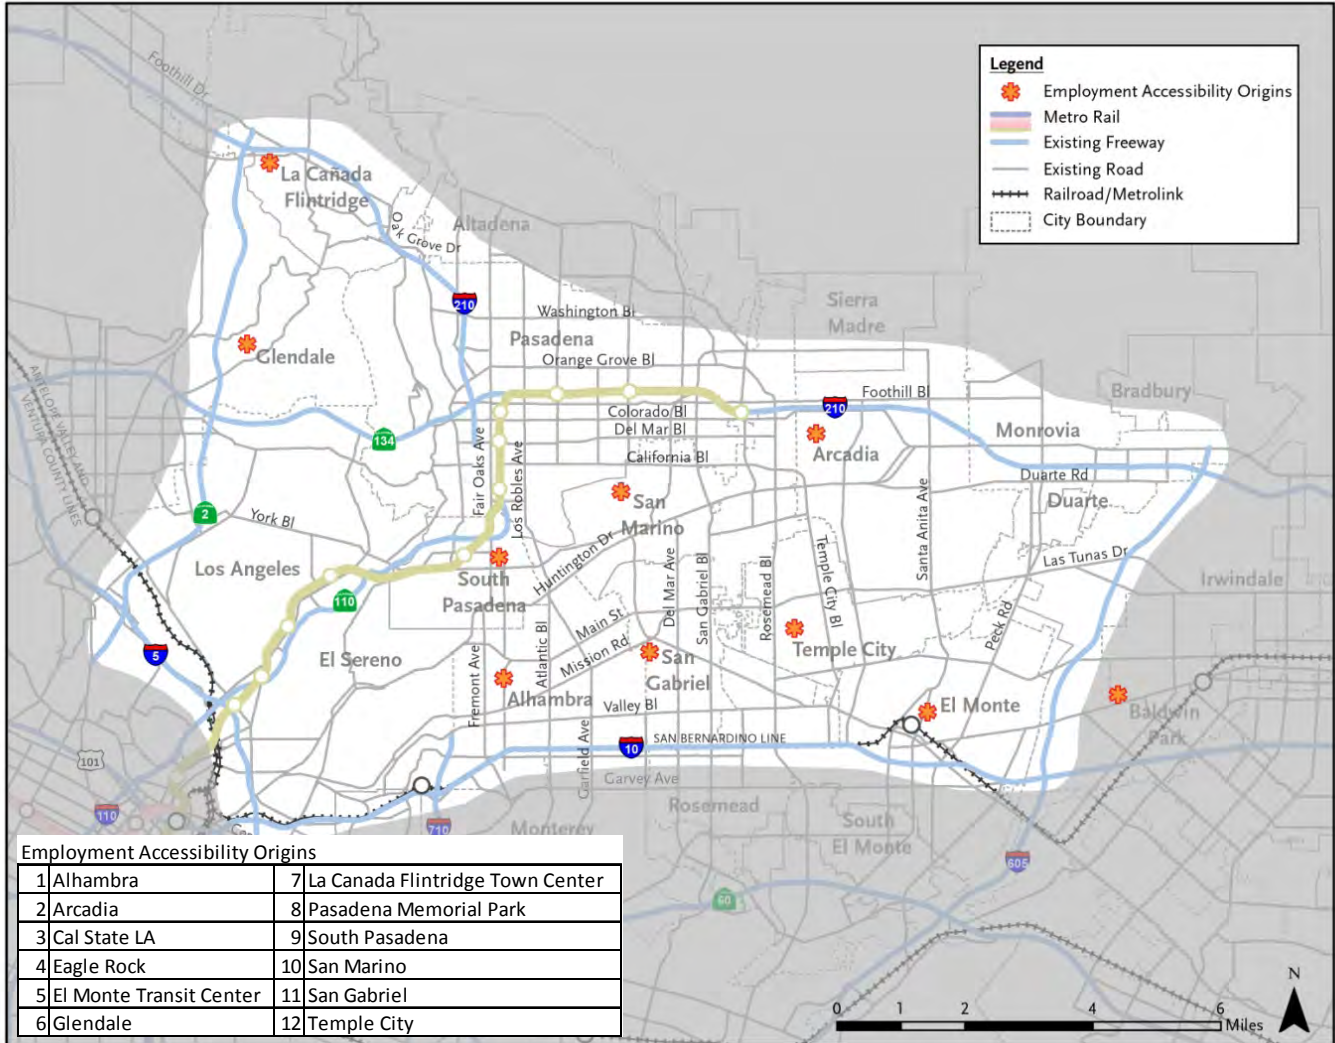 Legend
Employment Accessibility Origins
Metro Rail
Existing Freeway
Existing Road
Railroad/Metrolink
City Boundary
Foothill Dr
La Cañada
Flintridge
Oak Grove Dr
Altadena
210
Washington Bl
Sierra
Madre
Pasadena
Glendale
Orange Grove Bl
ANTELOPE VALLEY AND
VENTURA COUNTY LINES
Foothill Bl
Bradbury
210
Colorado Bl
Del Mar Bl
134
Monrovia
Arcadia
California Bl
Fair Oaks Ave
Los Robles Ave
Duarte Rd
Duarte
San
Marino
2
York Bl
Santa Anita Ave
Huntington Dr
Las Tunas Dr
Los Angeles
South
Pasadena
Irwindale
Del Mar Ave
San Gabriel Bl
Rosemead Bl
Temple City Bl
110
Main St
Peck Rd
Mission Rd
Temple City
5
El Sereno
Atlantic Bl
San
Gabriel
Fremont Ave
Alhambra
Valley Bl
El Monte
Baldwin
Park
10
SAN BERNARDINO LINE
101
Garfield Ave
Garvey Ave
Rosemead
110
710
Monterey
South
El Monte
605
60
Employment Accessibility Origins
1 Alhambra 7 La Canada Flintridge Town Center
2 Arcadia 8 Pasadena Memorial Park
3 Cal State LA 9 South Pasadena
4 Eagle Rock 10 San Marino
5 El Monte Transit Center 11 San Gabriel
6 Glendale 12 Temple City
N
0 1 2 4 6
Miles